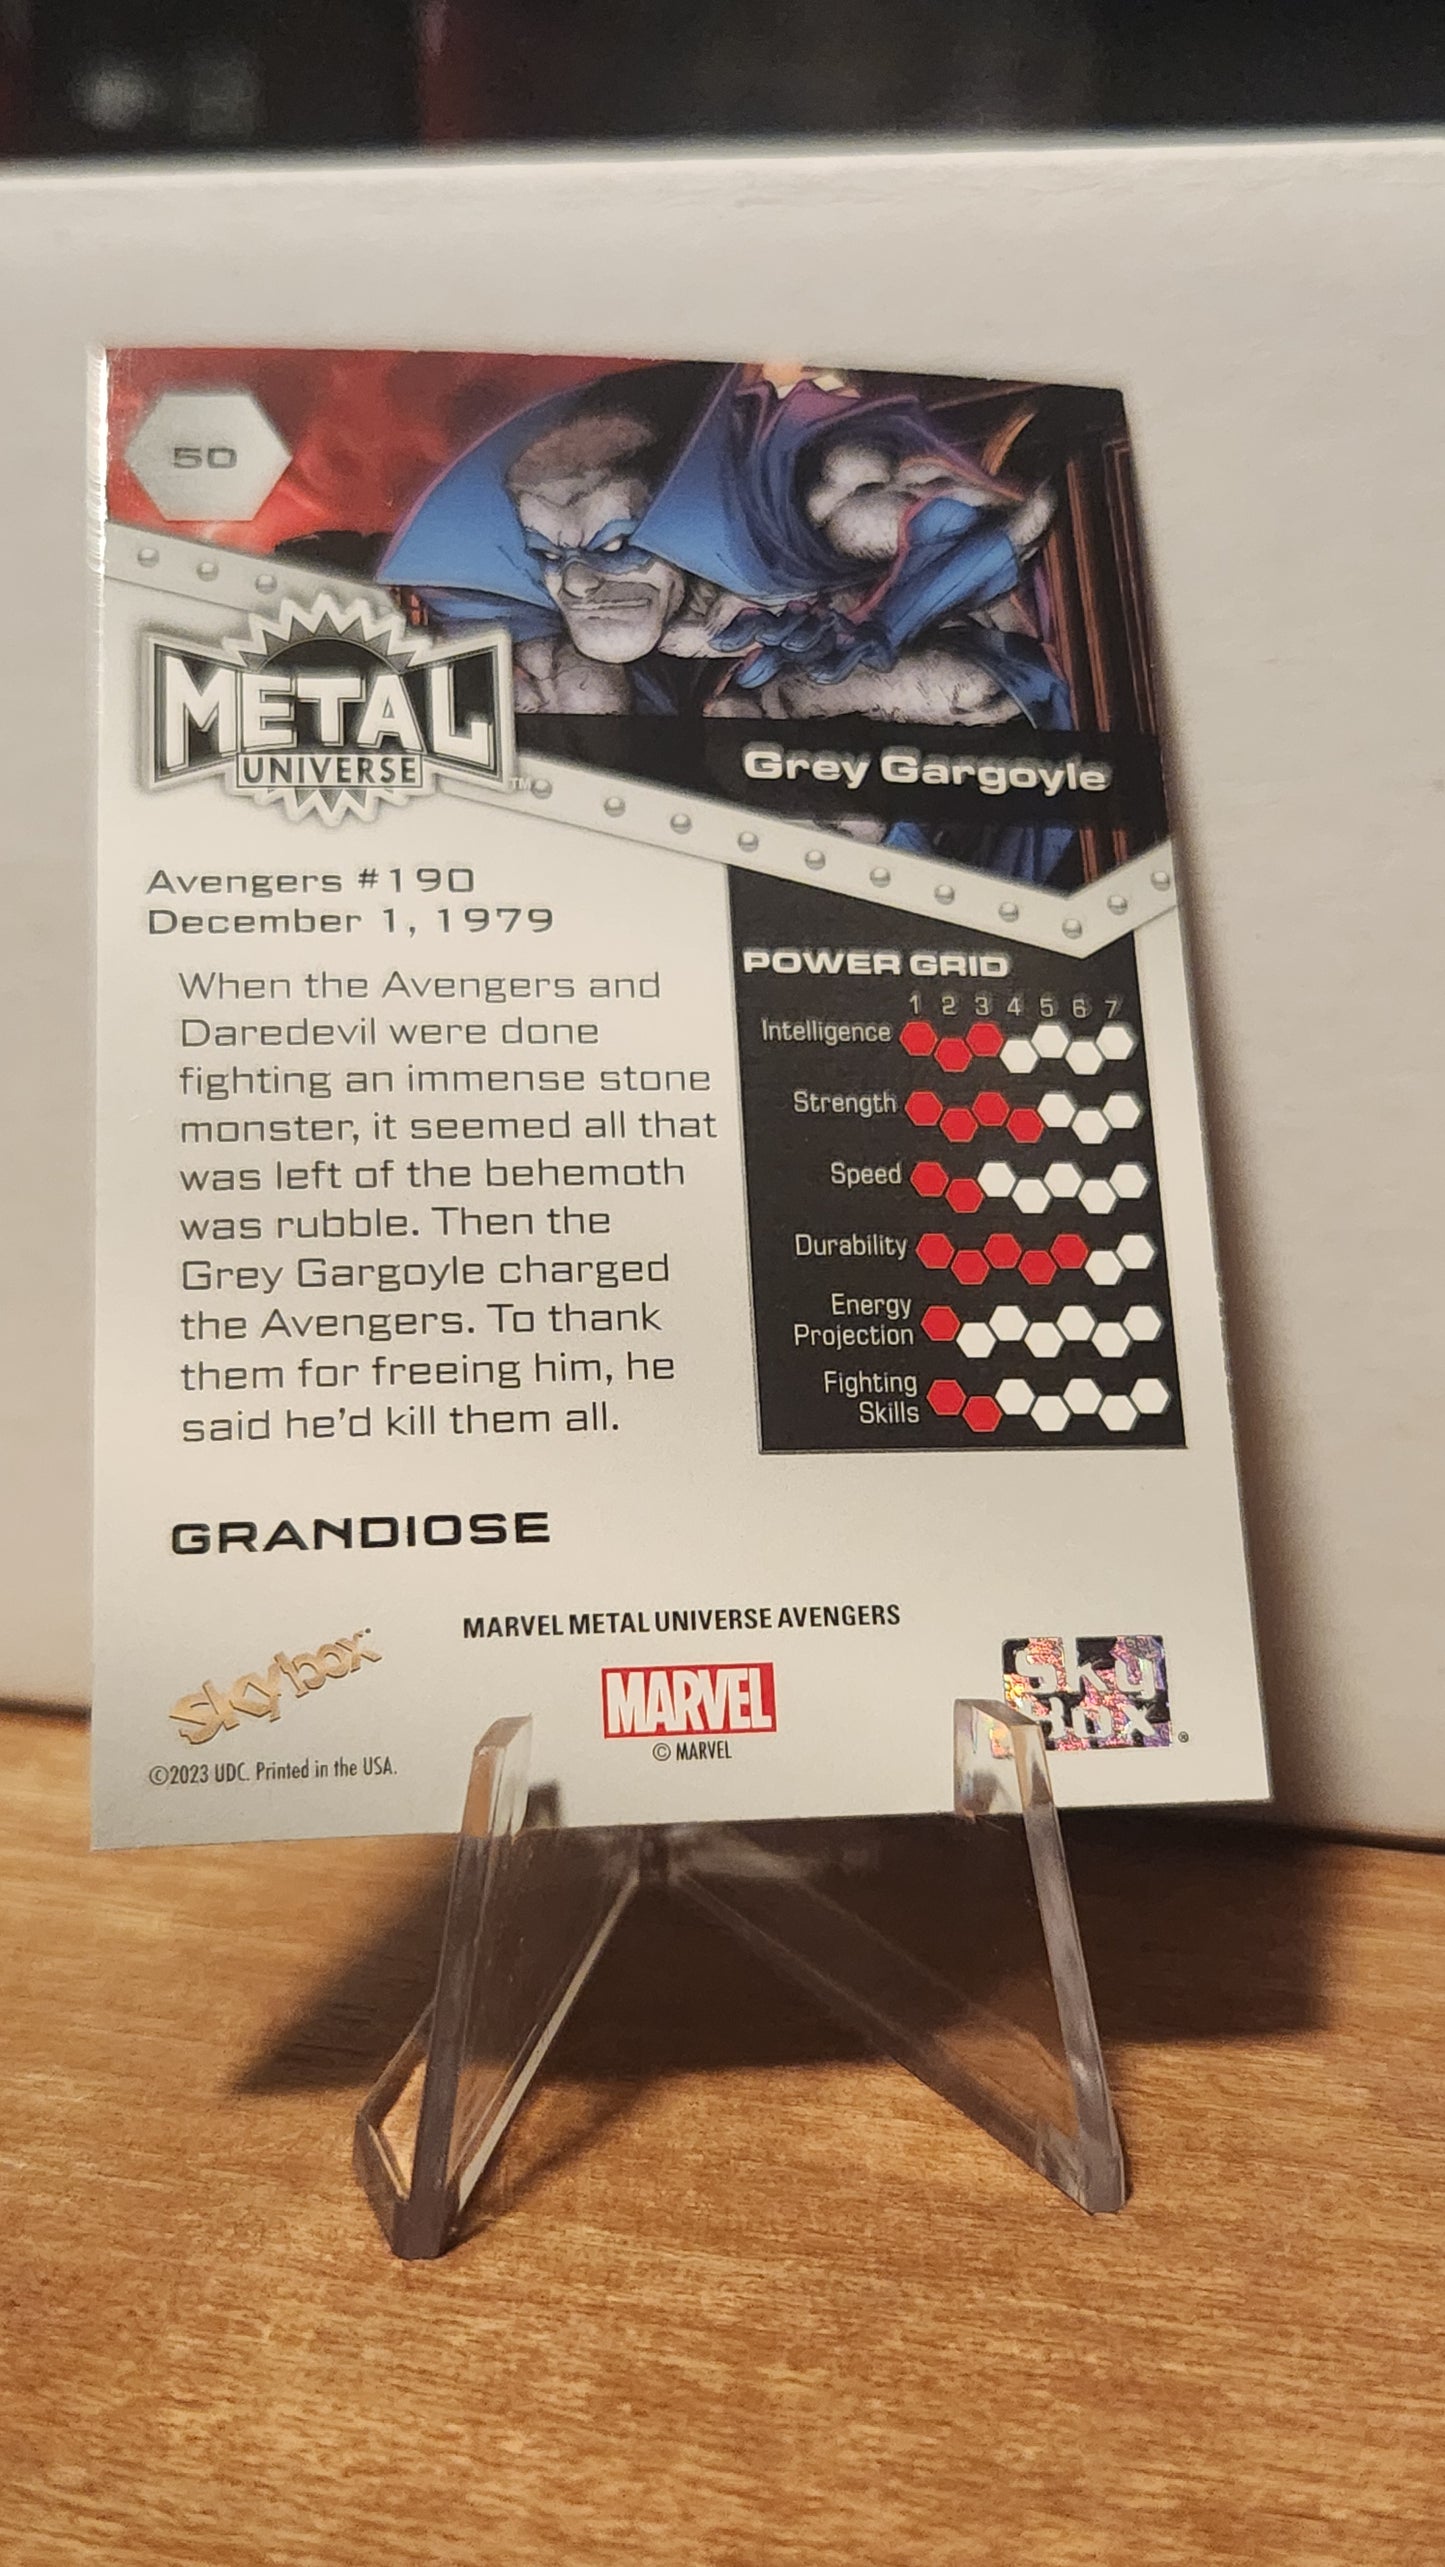 50
METAL
UNIVERSE
™
Grey Gargoyle
Avengers #190
December 1, 1979
When the Avengers and
Daredevil were done
fighting an immense stone
monster, it seemed all that
was left of the behemoth
was rubble. Then the
Grey Gargoyle charged
the Avengers. To thank
them for freeing him, he
said he'd kill them all.
POWER GRID
1 2 3 4 5 6 7
Intelligence
Strength
Speed
Durability
Energy
Projection
Fighting
Skills
GRANDIOSE
MARVEL METAL UNIVERSE AVENGERS
skybox
MARVEL
© MARVEL
Sky
Box
®
©2023 UDC. Printed in the USA.